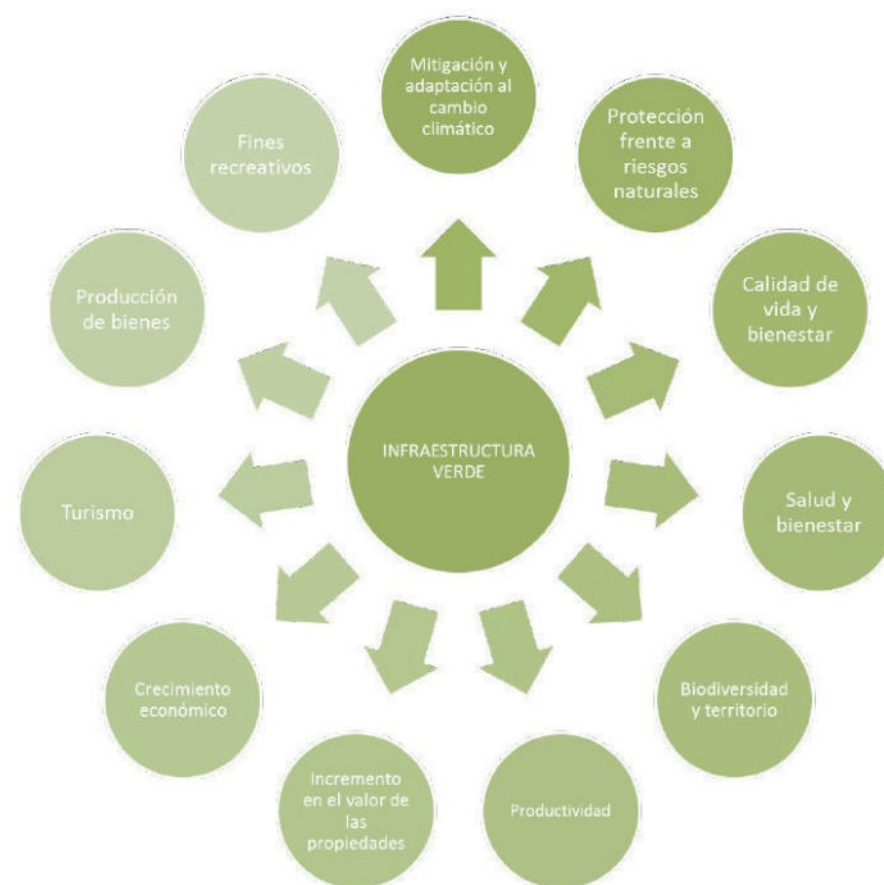 Mitigación y
adaptación al
cambio
climático
Protección
frente a
riesgos
naturales
Calidad de
vida y
bienestar
Salud y
bienestar
Biodiversidad
y territorio
Productividad
Incremento
en el valor de
las
propiedades
Crecimiento
económico
Turismo
Producción
de bienes
Fines
recreativos
INFRAESTRUCTURA
VERDE